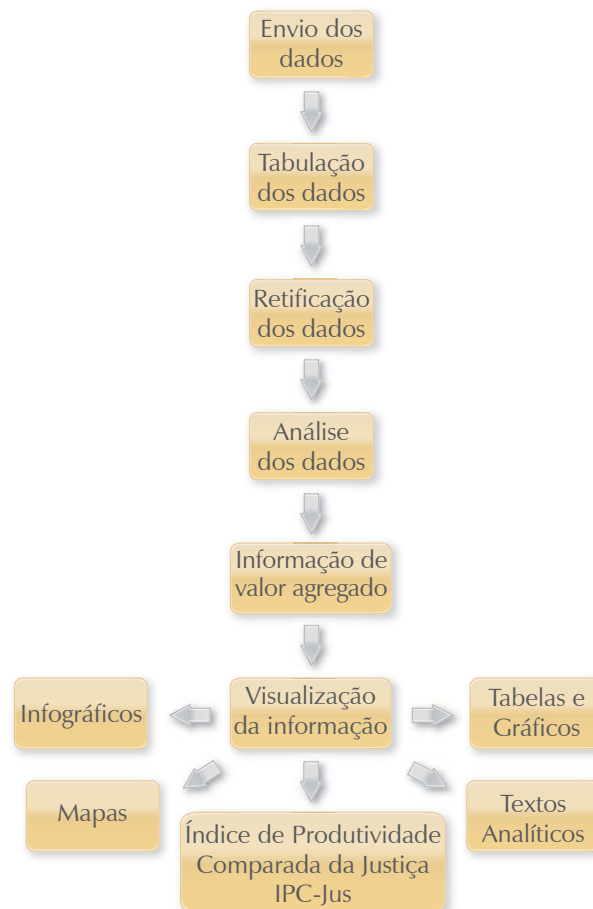 Envio dos
dados
Tabulação
dos dados
Retificação
dos dados
Análise
dos dados
Informação de
valor agregado
Infográficos
Visualização
da informação
Tabelas e
Gráficos
Mapas
Índice de Produtividade
Comparada da Justiça
IPC-Jus
Textos
Analíticos